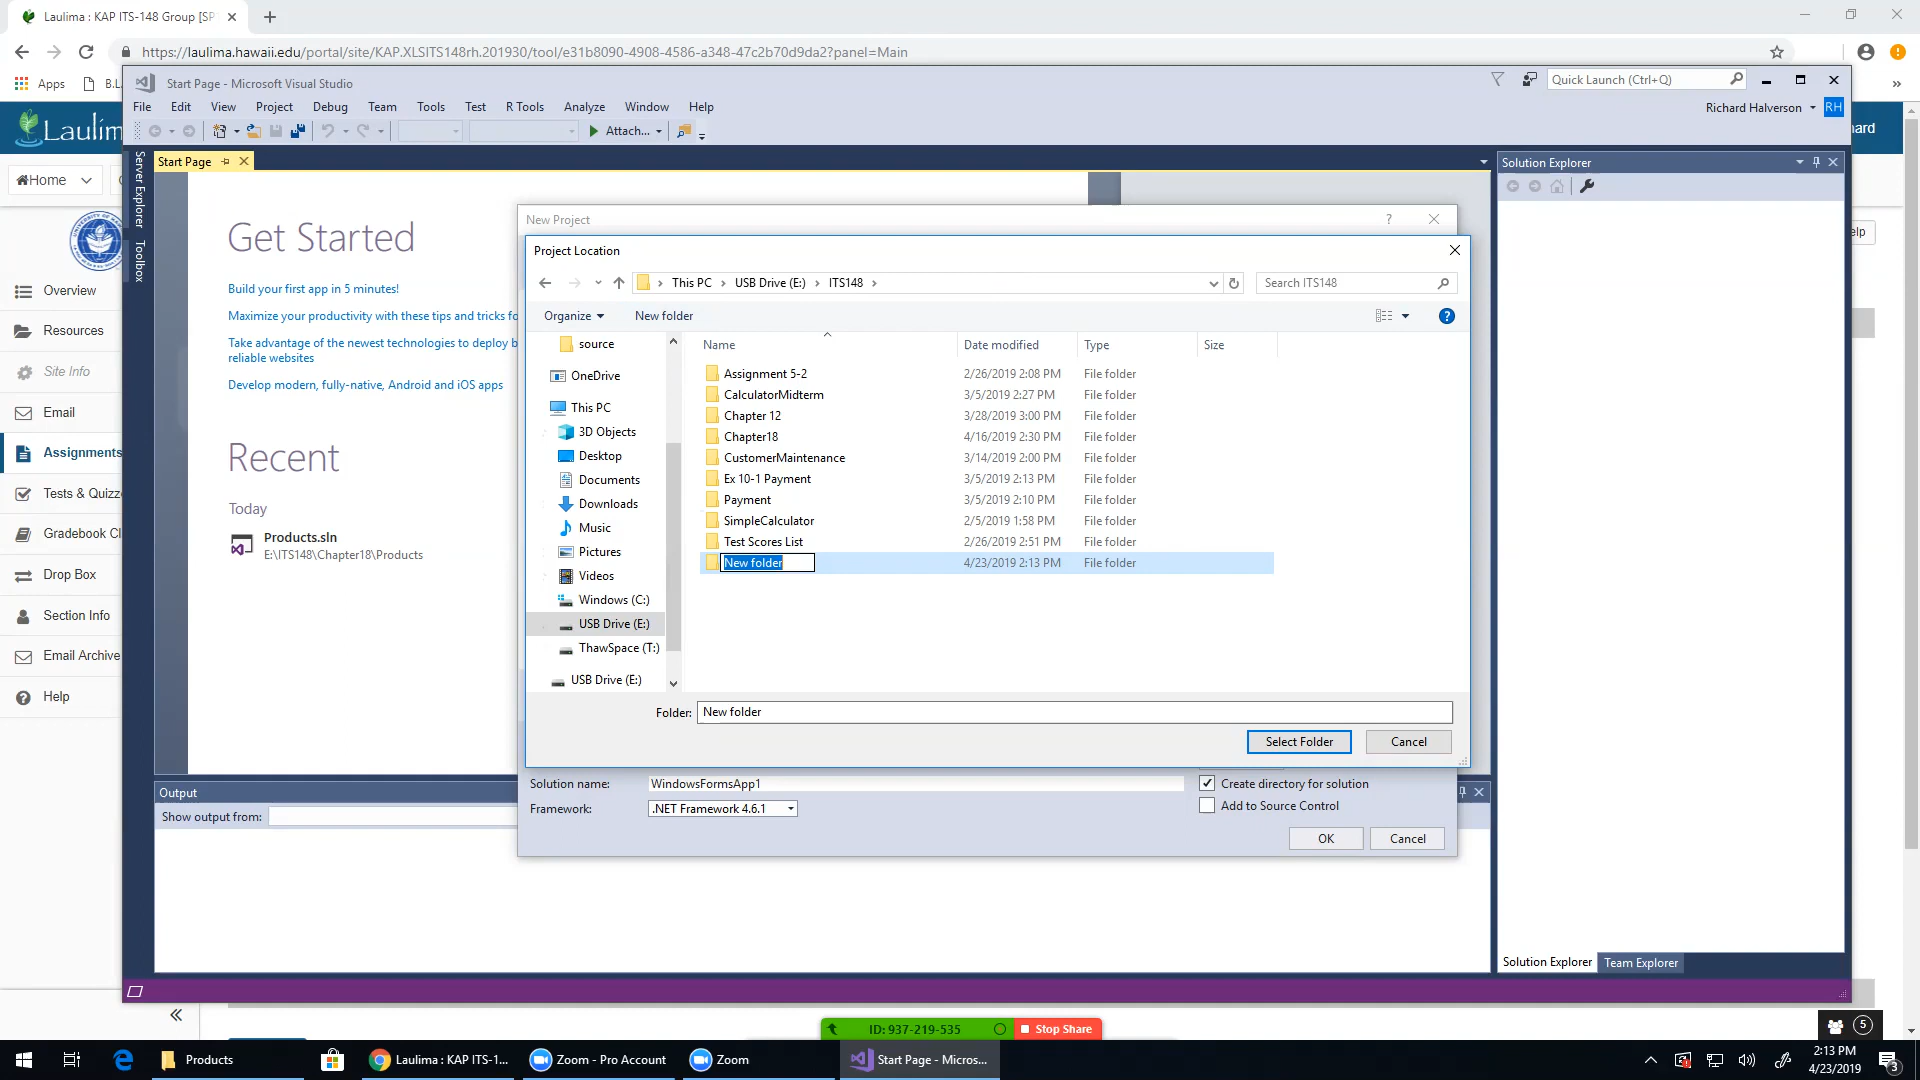 Laulima : KAP ITS-148 Group [SP
https://laulima.hawaii.edu/portal/site/KAP.XLSITS148rh.201930/tool/e31b8090-4908-4586-a348-47c2b70d9da2?panel=Main
Apps
B.L.
Start Page - Microsoft Visual Studio
Quick Launch (Ctrl+Q)
File Edit View Project Debug Team Tools Test R Tools Analyze Window Help
Richard Halverson RH
Attach...
Laulim
Home
Overview
Resources
Site Info
Email
Assignments
Tests & Quizz
Gradebook Cl
Drop Box
Section Info
Email Archive
Help
Server Explorer
Toolbox
Start Page
Get Started
Build your first app in 5 minutes!
Maximize your productivity with these tips and tricks fo
Take advantage of the newest technologies to deploy b
reliable websites
Develop modern, fully-native, Android and iOS apps
Recent
Today
Products.sln
E:\ITS148\Chapter18\Products
New Project
Project Location
This PC > USB Drive (E:) > ITS148 >
Search ITS148
Organize New folder
source
OneDrive
This PC
3D Objects
Desktop
Documents
Downloads
Music
Pictures
Videos
Windows (C:)
USB Drive (E:)
ThawSpace (T:)
USB Drive (E:)
Name Date modified Type Size
Assignment 5-2 2/26/2019 2:08 PM File folder
CalculatorMidterm 3/5/2019 2:27 PM File folder
Chapter 12 3/28/2019 3:00 PM File folder
Chapter18 4/16/2019 2:30 PM File folder
CustomerMaintenance 3/14/2019 2:00 PM File folder
Ex 10-1 Payment 3/5/2019 2:13 PM File folder
Payment 3/5/2019 2:10 PM File folder
SimpleCalculator 2/5/2019 1:58 PM File folder
Test Scores List 2/26/2019 2:51 PM File folder
New folder 4/23/2019 2:13 PM File folder
Folder: New folder
Select Folder Cancel
Solution name: WindowsFormsApp1
Create directory for solution
Framework: .NET Framework 4.6.1
Add to Source Control
OK Cancel
Output
Show output from:
Solution Explorer
Solution Explorer Team Explorer
ard
elp
ID: 937-219-535 Stop Share
5
Products
Laulima : KAP ITS-1...
Zoom - Pro Account
Zoom
Start Page - Micros...
2:13 PM
4/23/2019
3